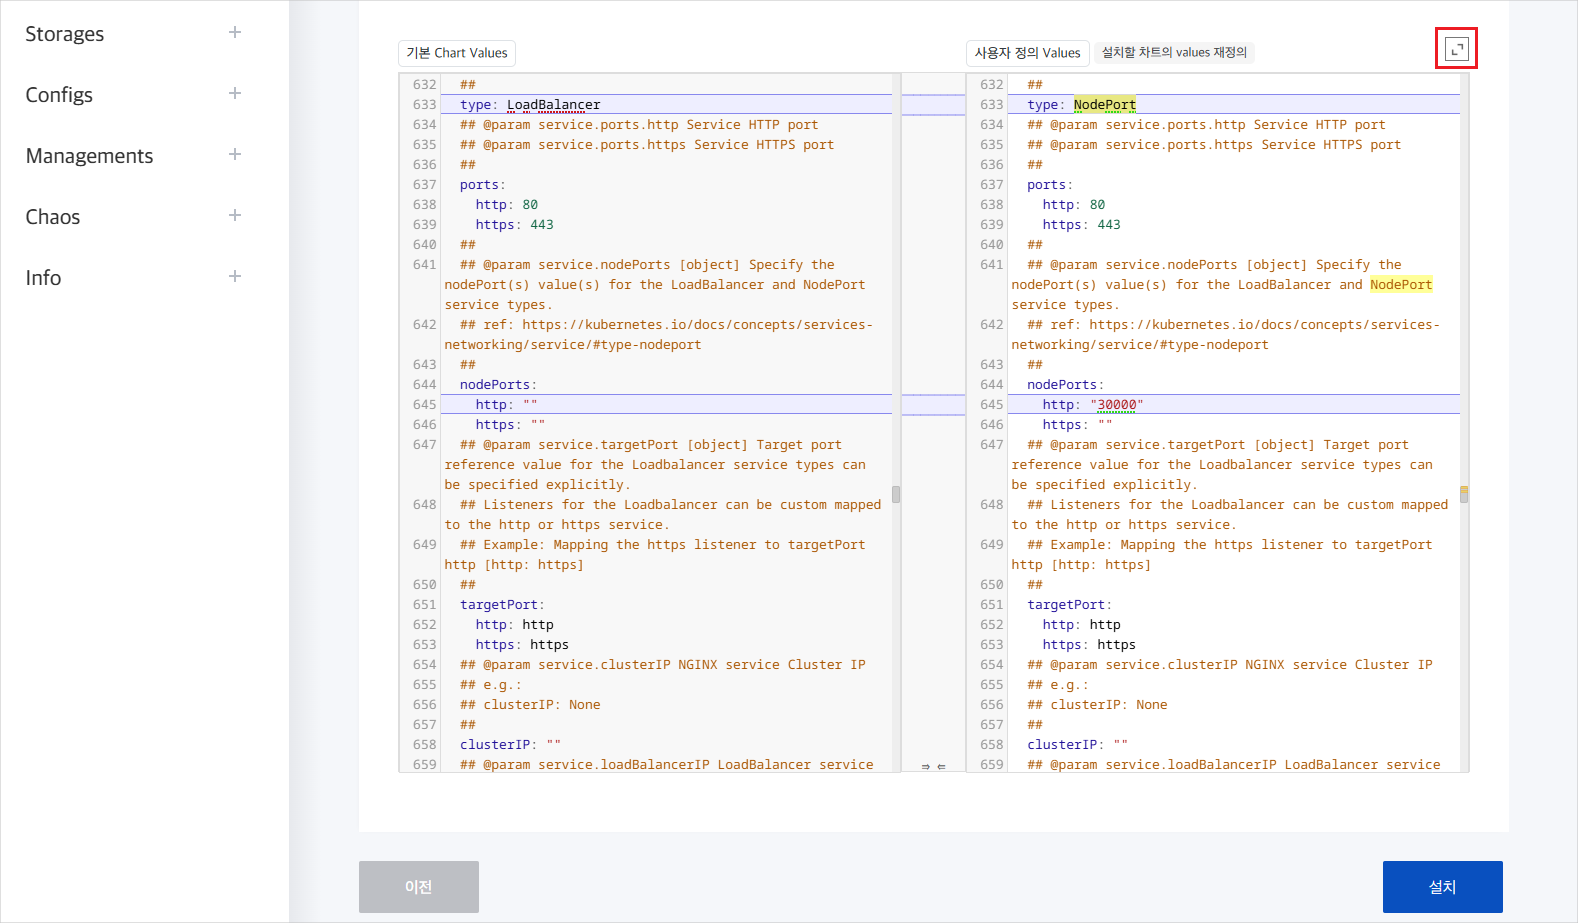 Storages
Configs
Managements
Chaos
Info
기본 Chart Values
632 ##
633 type: LoadBalancer
634 ## @param service.ports.http Service HTTP port
635 ## @param service.ports.https Service HTTPS port
636 ##
637 ports:
638 http: 80
639 https: 443
640 ##
641 ## @param service.nodePorts [object] Specify the
nodePort(s) value(s) for the LoadBalancer and NodePort
service types.
642 ## ref: https://kubernetes.io/docs/concepts/services-
networking/service/#type-nodeport
643 ##
644 nodePorts:
645 http: ""
646 https: ""
647 ## @param service.targetPort [object] Target port
reference value for the Loadbalancer service types can
be specified explicitly.
648 ## Listeners for the Loadbalancer can be custom mapped
to the http or https service.
649 ## Example: Mapping the https listener to targetPort
http [http: https]
650 ##
651 targetPort:
652 http: http
653 https: https
654 ## @param service.clusterIP NGINX service Cluster IP
655 ## e.g.:
656 ## clusterIP: None
657 ##
658 clusterIP: ""
659 ## @param service.loadBalancerIP LoadBalancer service
⇒ ⇐
사용자 정의 Values 설치할 차트의 values 재정의
632 ##
633 type: NodePort
634 ## @param service.ports.http Service HTTP port
635 ## @param service.ports.https Service HTTPS port
636 ##
637 ports:
638 http: 80
639 https: 443
640 ##
641 ## @param service.nodePorts [object] Specify the
nodePort(s) value(s) for the LoadBalancer and NodePort
service types.
642 ## ref: https://kubernetes.io/docs/concepts/services-
networking/service/#type-nodeport
643 ##
644 nodePorts:
645 http: "30000"
646 https: ""
647 ## @param service.targetPort [object] Target port
reference value for the Loadbalancer service types can
be specified explicitly.
648 ## Listeners for the Loadbalancer can be custom mapped
to the http or https service.
649 ## Example: Mapping the https listener to targetPort
http [http: https]
650 ##
651 targetPort:
652 http: http
653 https: https
654 ## @param service.clusterIP NGINX service Cluster IP
655 ## e.g.:
656 ## clusterIP: None
657 ##
658 clusterIP: ""
659 ## @param service.loadBalancerIP LoadBalancer service
이전
설치